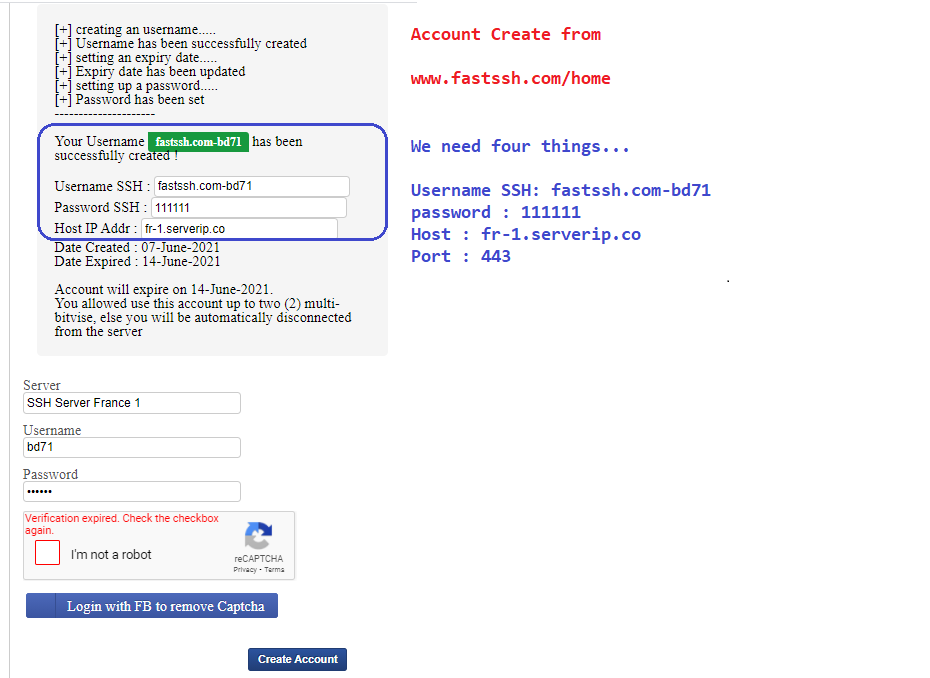 [+] creating an username.....
[+] Username has been successfully created
[+] setting an expiry date.....
[+] Expiry date has been updated
[+] setting up a password.....
[+] Password has been set
---------------------
Your Username fastssh.com-bd71 has been
successfully created !
Username SSH : fastssh.com-bd71
Password SSH : 111111
Host IP Addr : fr-1.serverip.co
Date Created : 07-June-2021
Date Expired : 14-June-2021
Account will expire on 14-June-2021.
You allowed use this account up to two (2) multi-
bitvise, else you will be automatically disconnected
from the server
Account Create from
www.fastssh.com/home
We need four things...
Username SSH: fastssh.com-bd71
password : 111111
Host : fr-1.serverip.co
Port : 443
.
Server
SSH Server France 1
Username
bd71
Password
••••••
Verification expired. Check the checkbox
again.
I'm not a robot
reCAPTCHA
Privacy - Terms
Login with FB to remove Captcha
Create Account